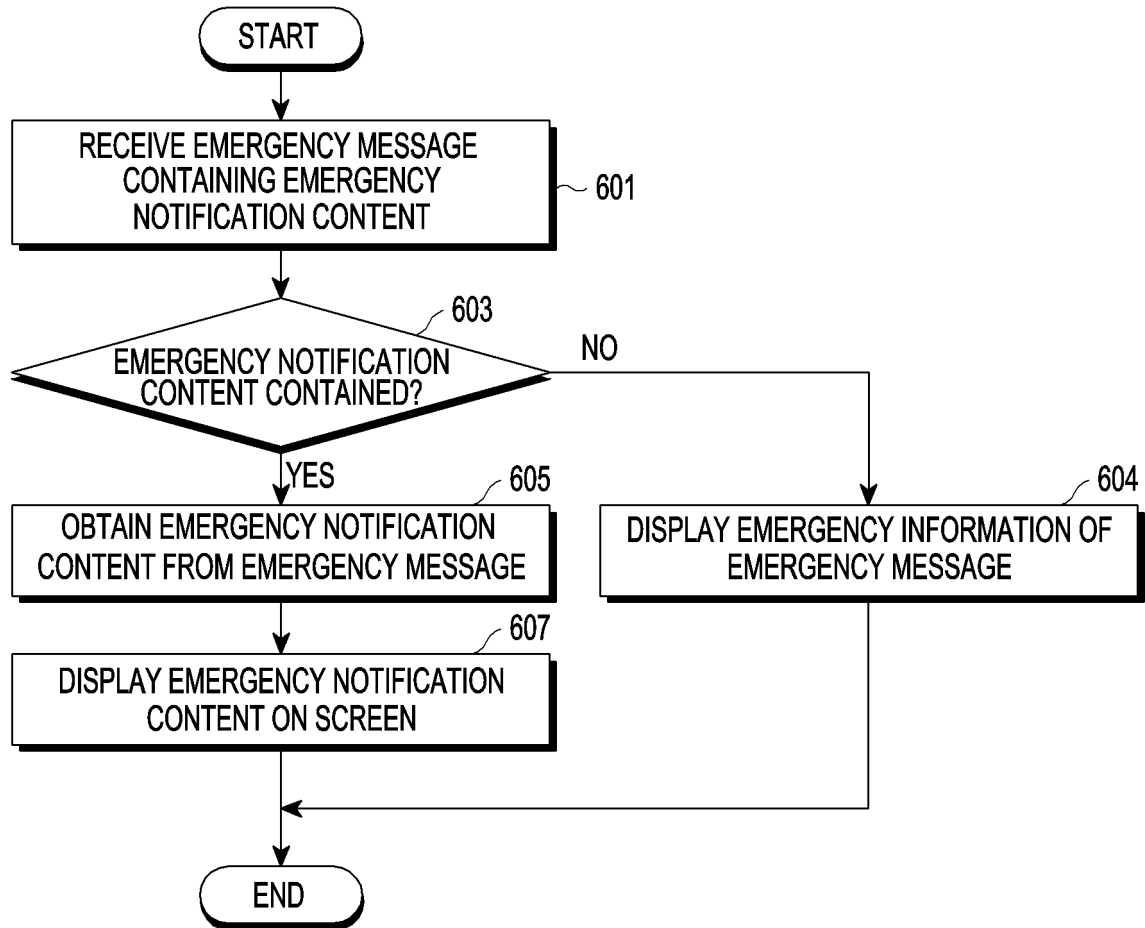 START
RECEIVE EMERGENCY MESSAGE
CONTAINING EMERGENCY
NOTIFICATION CONTENT
601
603
EMERGENCY NOTIFICATION
CONTENT CONTAINED?
NO
YES
605
OBTAIN EMERGENCY NOTIFICATION
CONTENT FROM EMERGENCY MESSAGE
604
DISPLAY EMERGENCY INFORMATION OF
EMERGENCY MESSAGE
607
DISPLAY EMERGENCY NOTIFICATION
CONTENT ON SCREEN
END